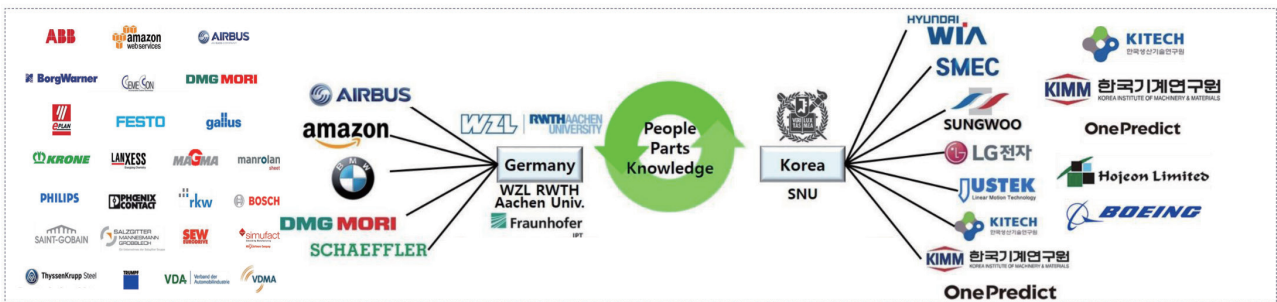 ABB
amazon
webservices
AIRBUS
BorgWarner
CemeCon
DMG MORI
ePLAN
FESTO
gallus
KRONE
LANXESS
MAGMA
manrolan
sheet
PHILIPS
PHŒNIX
CONTACT
rkw
BOSCH
SAINT-GOBAIN
SALZGITTER
MANNESMANN
GROBBLECH
SEW
EURODRIVE
simufact
ThyssenKrupp Steel
TRUMPF
VDA
Verband der
Automobilindustrie
VDMA
AIRBUS
amazon
BMW
DMG MORI
SCHAEFFLER
WZL
RWTHAACHEN
UNIVERSITY
Germany
WZL RWTH
Aachen Univ.
Fraunhofer
IPT
People
Parts
Knowledge
Korea
SNU
HYUNDAI
WIA
SMEC
SUNGWOO
LG전자
JUSTEK
Linear Motion Technology
KITECH
한국생산기술연구원
KIMM 한국기계연구원
KOREA INSTITUTE OF MACHINERY & MATERIALS
OnePredict
KITECH
한국생산기술연구원
KIMM 한국기계연구원
KOREA INSTITUTE OF MACHINERY & MATERIALS
OnePredict
Hojeon Limited
BOEING